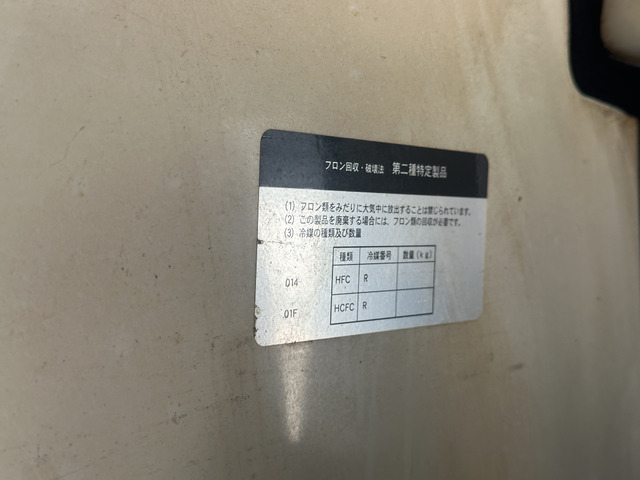 フロン回収・破壊法 第二種特定製品
(1) フロン類をみだりに大気中に放出することは禁じられています。
(2) この製品を廃棄する場合には、フロン類の回収が必要です。
(3) 冷媒の種類及び数量
種類 冷媒番号 数量(kg)
014 HFC R
01F HCFC R